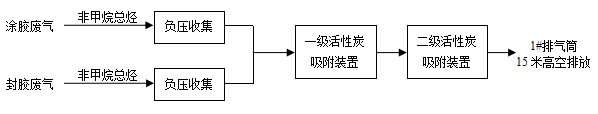 涂胶废气
非甲烷总烃
负压收集
封胶废气
非甲烷总烃
负压收集
一级活性炭
吸附装置
二级活性炭
吸附装置
1#排气筒
15米高空排放